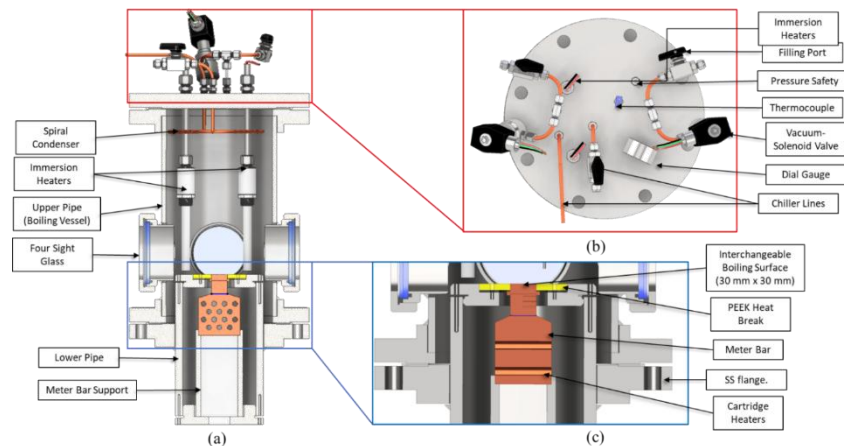 Spiral
Condenser
Immersion
Heaters
Upper Pipe
(Boiling Vessel)
Four Sight
Glass
Lower Pipe
Meter Bar Support
(a)
Immersion
Heaters
Filling Port
Pressure Safety
Thermocouple
Vacuum-
Solenoid Valve
Dial Gauge
Chiller Lines
(b)
Interchangeable
Boiling Surface
(30 mm x 30 mm)
PEEK Heat
Break
Meter Bar
SS flange.
Cartridge
Heaters
(c)